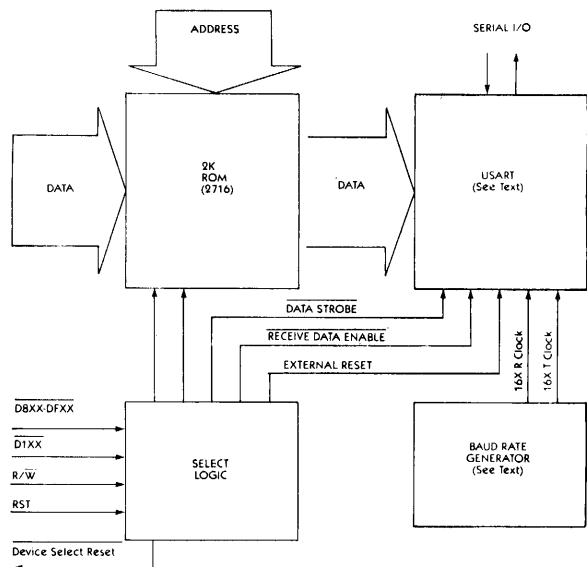 ADDRESS
SERIAL I/O
DATA
2K
ROM
(2716)
DATA
USART
(See Text)
DATA STROBE
RECEIVE DATA ENABLE
EXTERNAL RESET
16X R Clock
16X T Clock
D8XX-DFXX
D1XX
R/W
RST
Device Select Reset
SELECT
LOGIC
BAUD RATE
GENERATOR
(See Text)